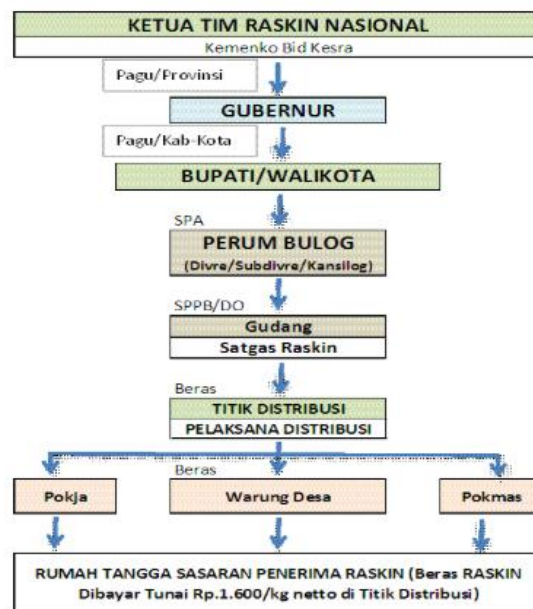 KETUA TIM RASKIN NASIONAL
Kemenko Bid Kesra
Pagu/Provinsi
GUBERNUR
Pagu/Kab-Kota
BUPATI/WALIKOTA
SPA
PERUM BULOG
(Divre/Subdivre/Kansilog)
SPPB/DO
Gudang
Satgas Raskin
Beras
TITIK DISTRIBUSI
PELAKSANA DISTRIBUSI
Beras
Pokja
Warung Desa
Pokmas
RUMAH TANGGA SASARAN PENERIMA RASKIN (Beras RASKIN
Dibayar Tunai Rp.1.600/kg netto di Titik Distribusi)